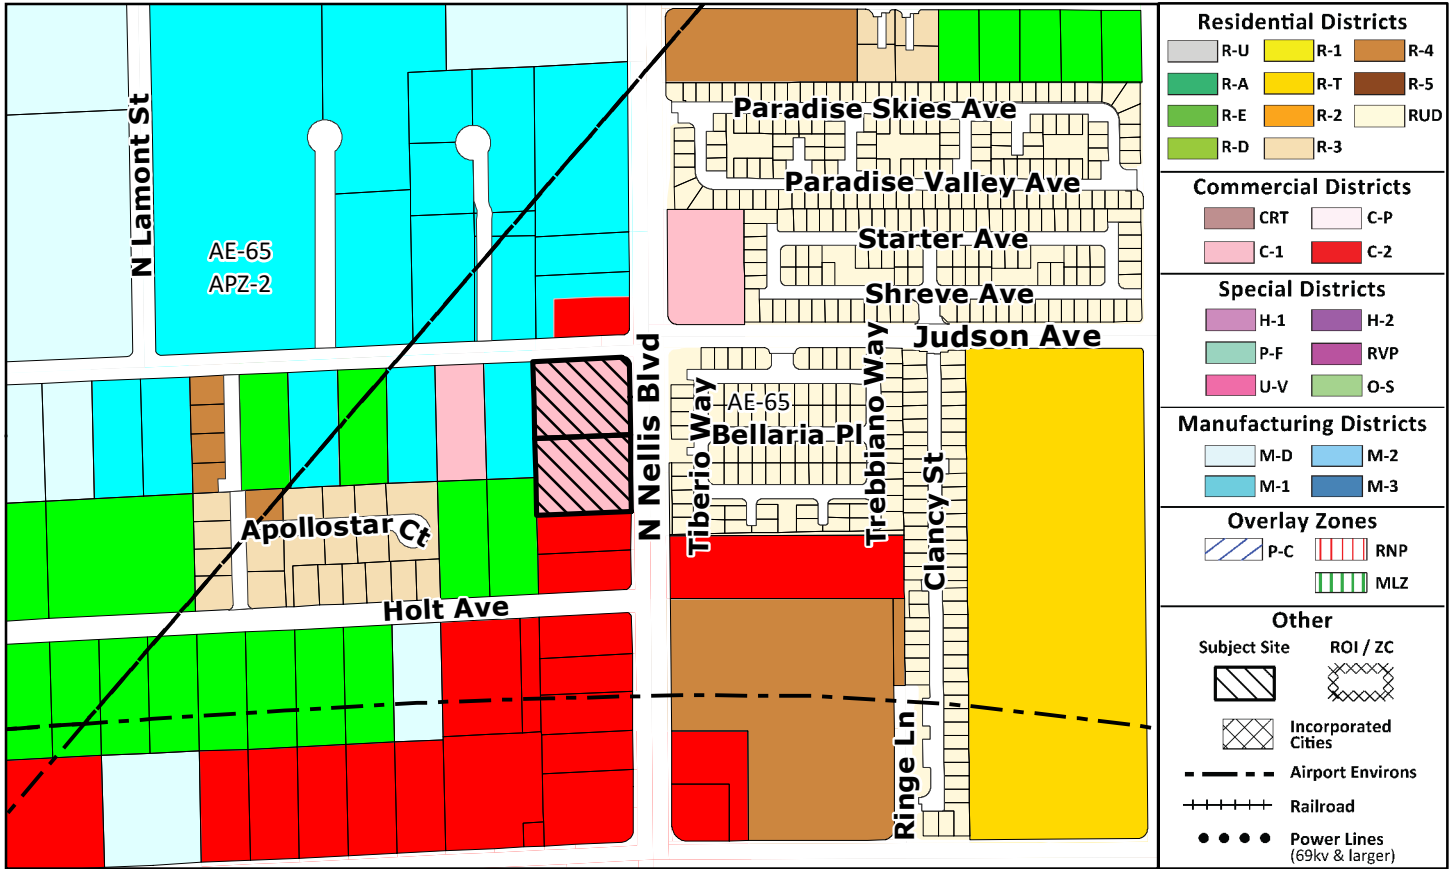 N Lamont St
AE-65
APZ-2
Paradise Skies Ave
Paradise Valley Ave
Starter Ave
Shreve Ave
Judson Ave
N Nellis Blvd
Tiberio Way
AE-65
Bellaria Pl
Trebbiano Way
Clancy St
Apollostar Ct
Holt Ave
Ringe Ln
Residential Districts
R-U
R-1
R-4
R-A
R-T
R-5
R-E
R-2
RUD
R-D
R-3
Commercial Districts
CRT
C-P
C-1
C-2
Special Districts
H-1
H-2
P-F
RVP
U-V
O-S
Manufacturing Districts
M-D
M-2
M-1
M-3
Overlay Zones
P-C
RNP
MLZ
Other
Subject Site
ROI / ZC
Incorporated
Cities
Airport Environs
Railroad
Power Lines
(69kv & larger)